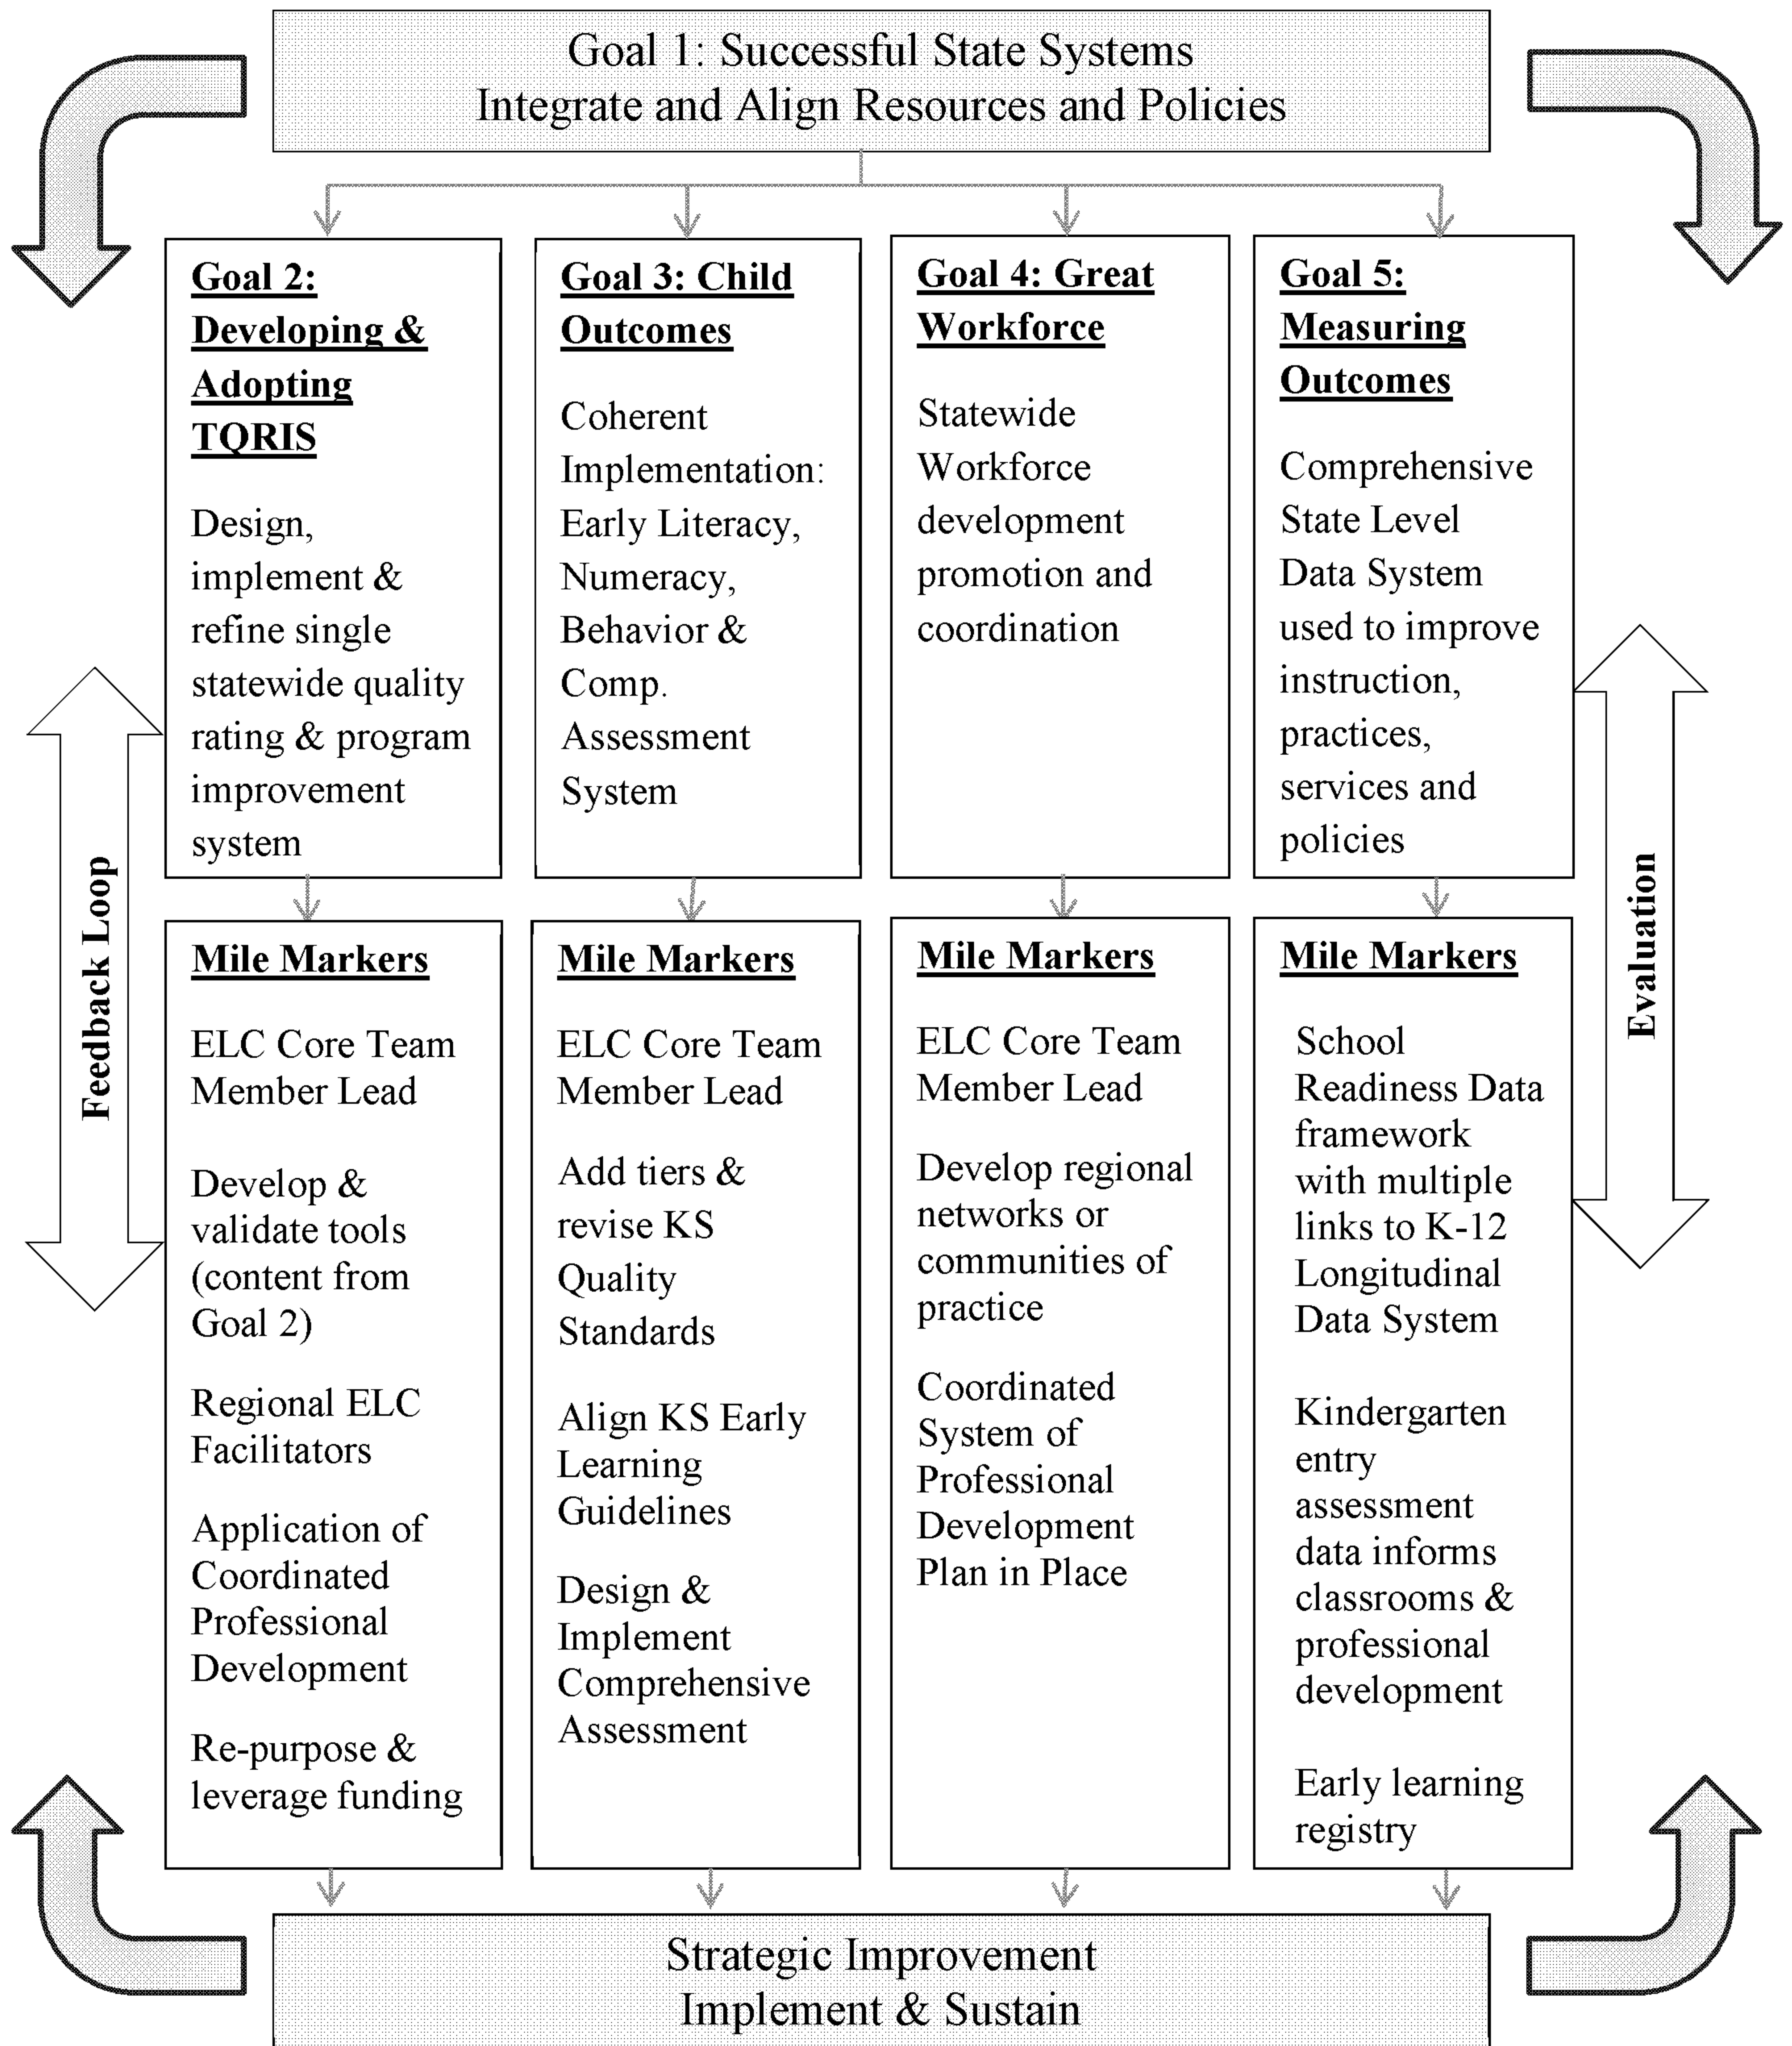 Goal 1: Successful State Systems
Integrate and Align Resources and Policies
Goal 2:
Developing &
Adopting
TQRIS
Design,
implement &
refine single
statewide quality
rating & program
improvement
system
Goal 3: Child
Outcomes
Coherent
Implementation:
Early Literacy,
Numeracy,
Behavior &
Comp.
Assessment
System
Goal 4: Great
Workforce
Statewide
Workforce
development
promotion and
coordination
Goal 5:
Measuring
Outcomes
Comprehensive
State Level
Data System
used to improve
instruction,
practices,
services and
policies
Feedback Loop
Evaluation
Mile Markers
ELC Core Team
Member Lead
Develop &
validate tools
(content from
Goal 2)
Regional ELC
Facilitators
Application of
Coordinated
Professional
Development
Re-purpose &
leverage funding
Mile Markers
ELC Core Team
Member Lead
Add tiers &
revise KS
Quality
Standards
Align KS Early
Learning
Guidelines
Design &
Implement
Comprehensive
Assessment
Mile Markers
ELC Core Team
Member Lead
Develop regional
networks or
communities of
practice
Coordinated
System of
Professional
Development
Plan in Place
Mile Markers
School
Readiness Data
framework
with multiple
links to K-12
Longitudinal
Data System
Kindergarten
entry
assessment
data informs
classrooms &
professional
development
Early learning
registry
Strategic Improvement
Implement & Sustain